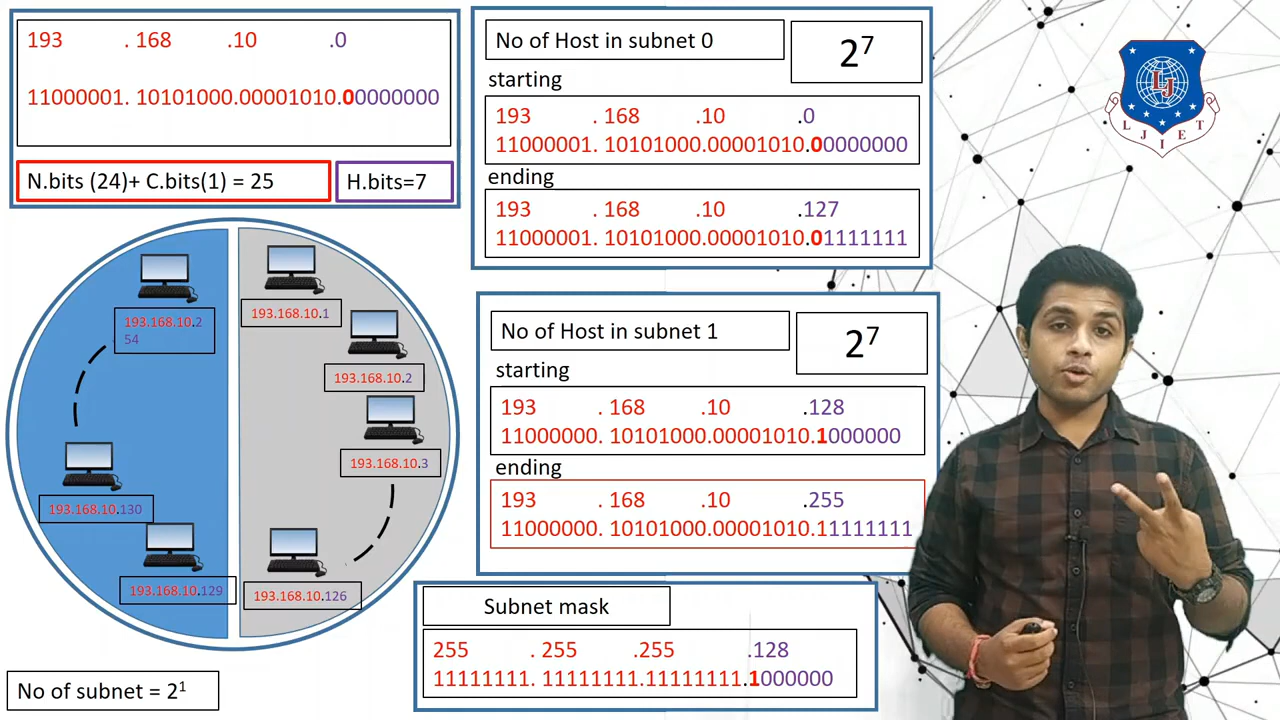 193 . 168 .10 .0
11000001. 10101000.00001010.00000000
N.bits (24)+ C.bits(1) = 25
H.bits=7
193.168.10.2
54
193.168.10.1
193.168.10.2
193.168.10.3
193.168.10.130
193.168.10.129
193.168.10.126
No of subnet = 2¹
No of Host in subnet 0
2⁷
starting
193 . 168 .10 .0
11000001. 10101000.00001010.00000000
ending
193 . 168 .10 .127
11000001. 10101000.00001010.01111111
No of Host in subnet 1
2⁷
starting
193 . 168 .10 .128
11000000. 10101000.00001010.1000000
ending
193 . 168 .10 .255
11000000. 10101000.00001010.11111111
Subnet mask
255 . 255 .255 .128
11111111. 11111111.11111111.1000000
LJ
L J I E T